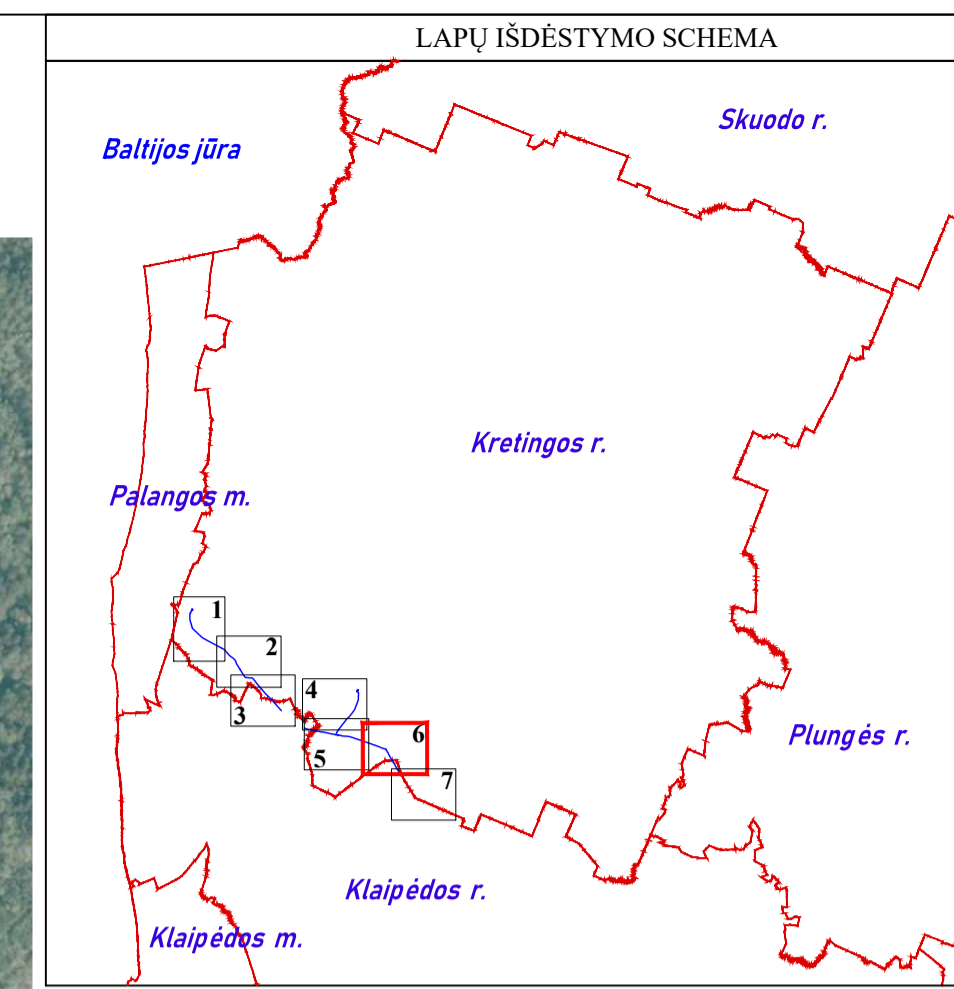 LAPŲ IŠDĖSTYMO SCHEMA
Skuodo r.
Baltijos jūra
Kretingos r.
Palangos m.
1
2
3
4
5
6
7
Plungės r.
Klaipėdos r.
Klaipėdos m.